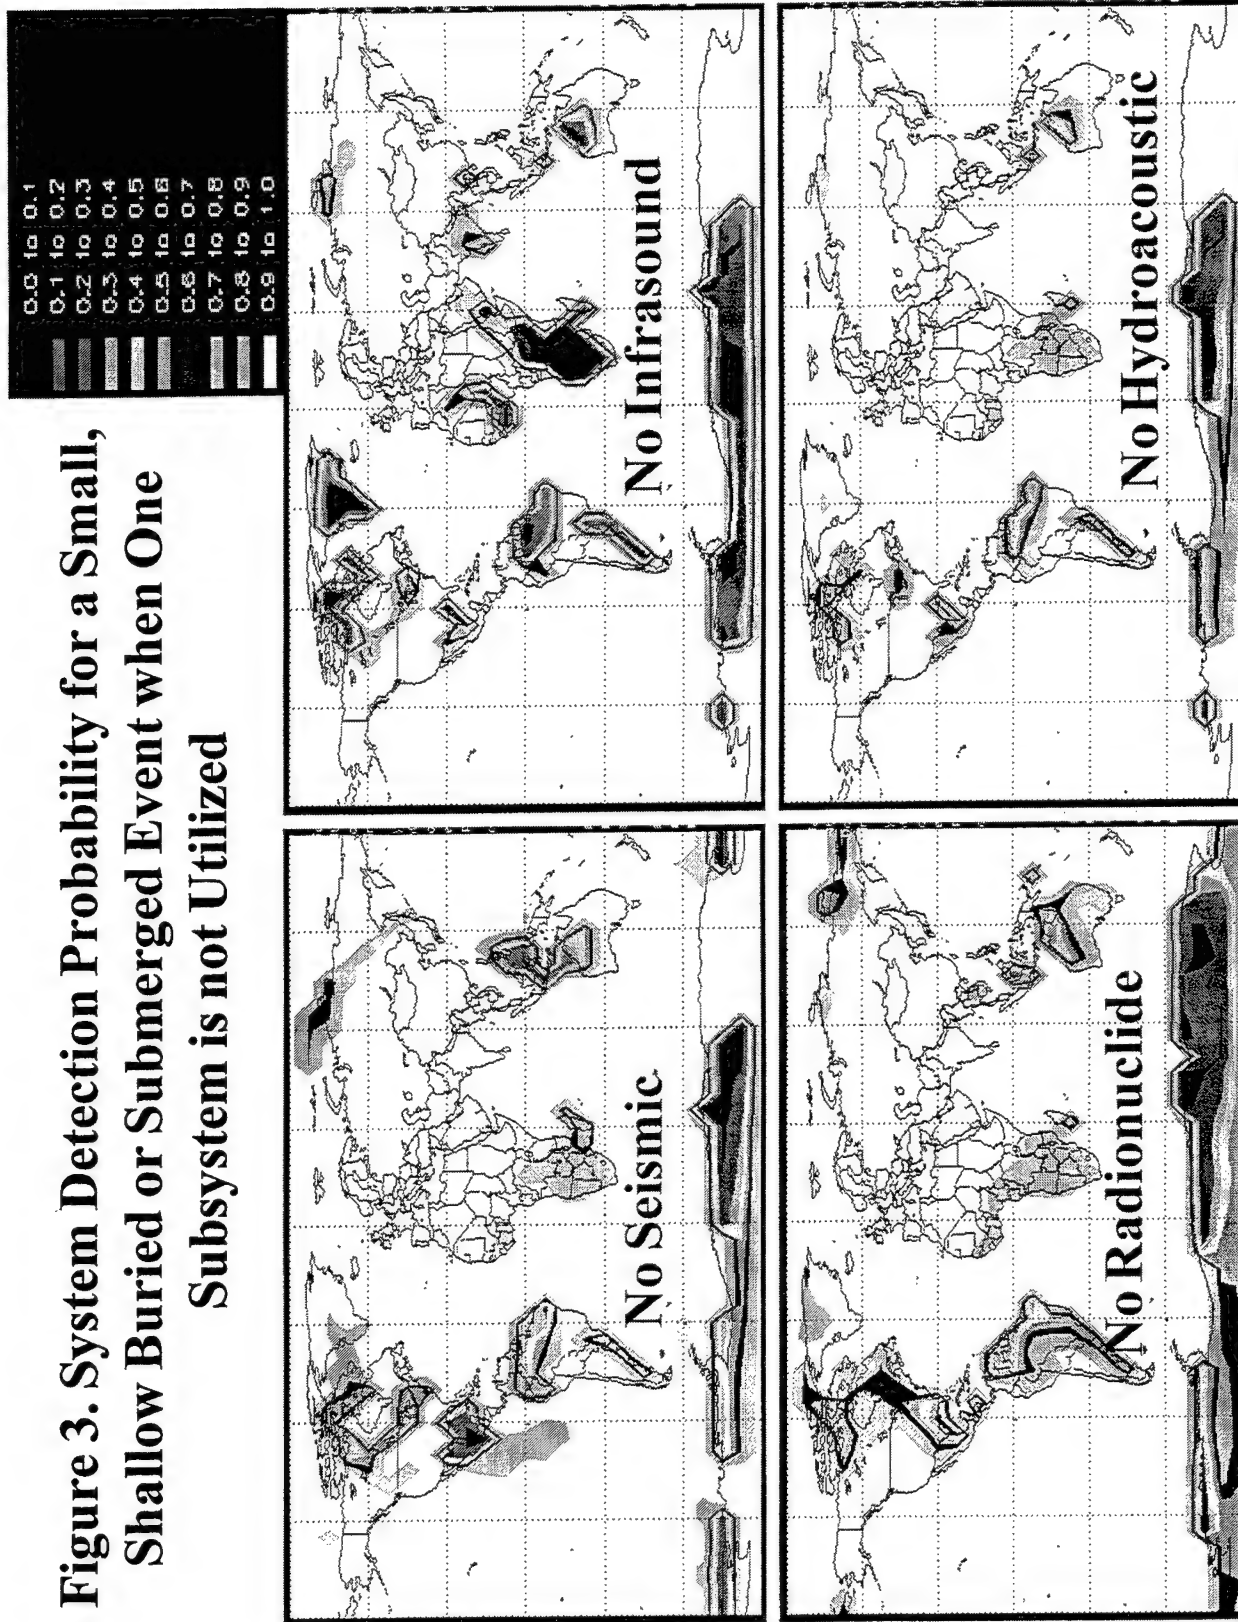 Figure 3. System Detection Probability for a Small,
Shallow Buried or Submerged Event when One
Subsystem is not Utilized
0.0 to 0.1
0.1 to 0.2
0.2 to 0.3
0.3 to 0.4
0.4 to 0.5
0.5 to 0.6
0.6 to 0.7
0.7 to 0.8
0.8 to 0.9
0.9 to 1.0
No Seismic
No Infrasound
No Radionuclide
No Hydroacoustic